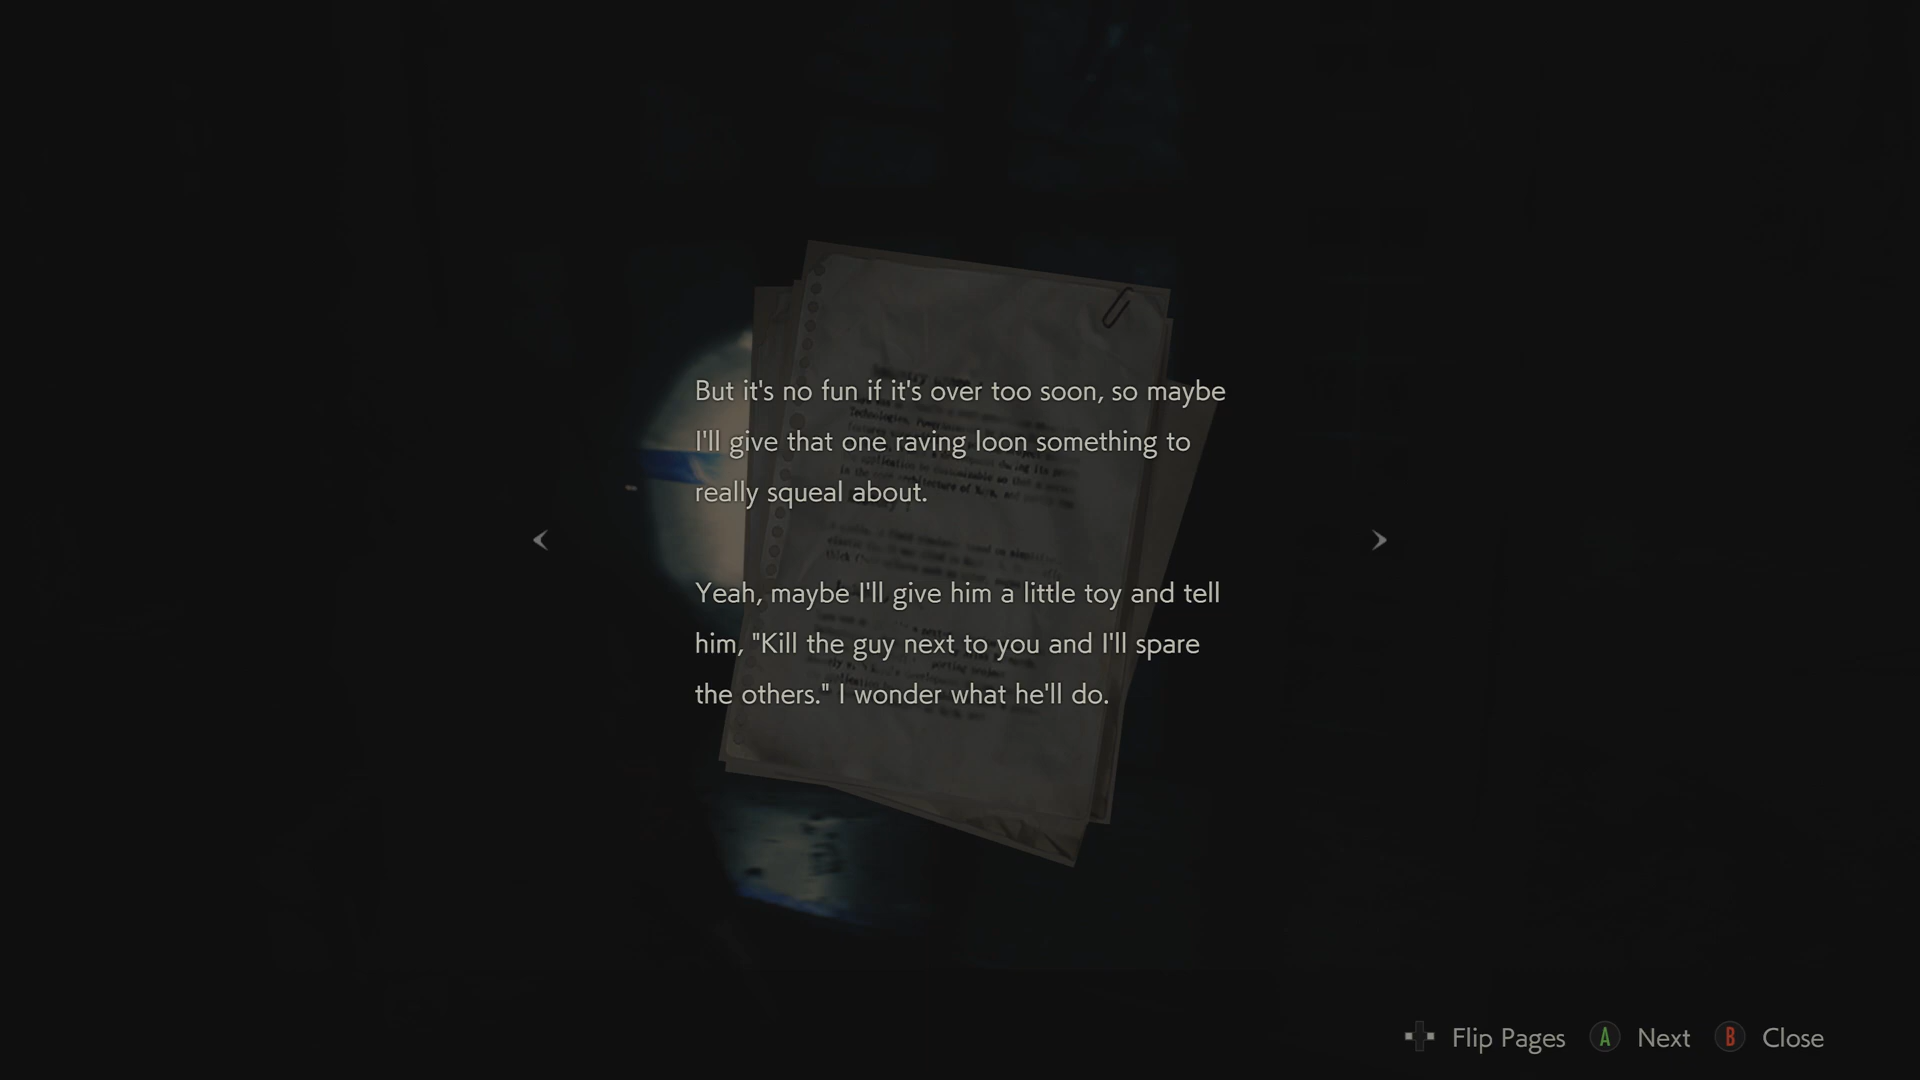 But it's no fun if it's over too soon, so maybe
I'll give that one raving loon something to
really squeal about.
Yeah, maybe I'll give him a little toy and tell
him, "Kill the guy next to you and I'll spare
the others." I wonder what he'll do.
Flip Pages A Next B Close